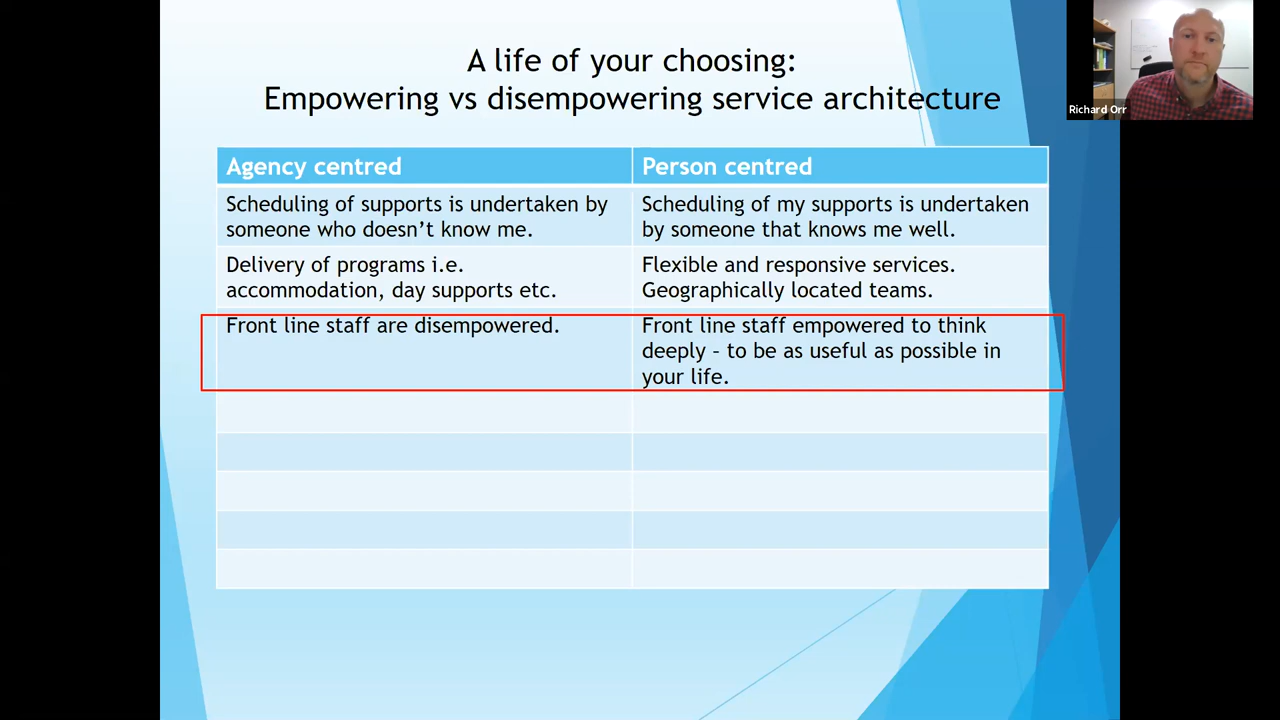 A life of your choosing:
Empowering vs disempowering service architecture
Richard Orr
Agency centred
Person centred
Scheduling of supports is undertaken by
someone who doesn’t know me.
Scheduling of my supports is undertaken
by someone that knows me well.
Delivery of programs i.e.
accommodation, day supports etc.
Flexible and responsive services.
Geographically located teams.
Front line staff are disempowered.
Front line staff empowered to think
deeply – to be as useful as possible in
your life.